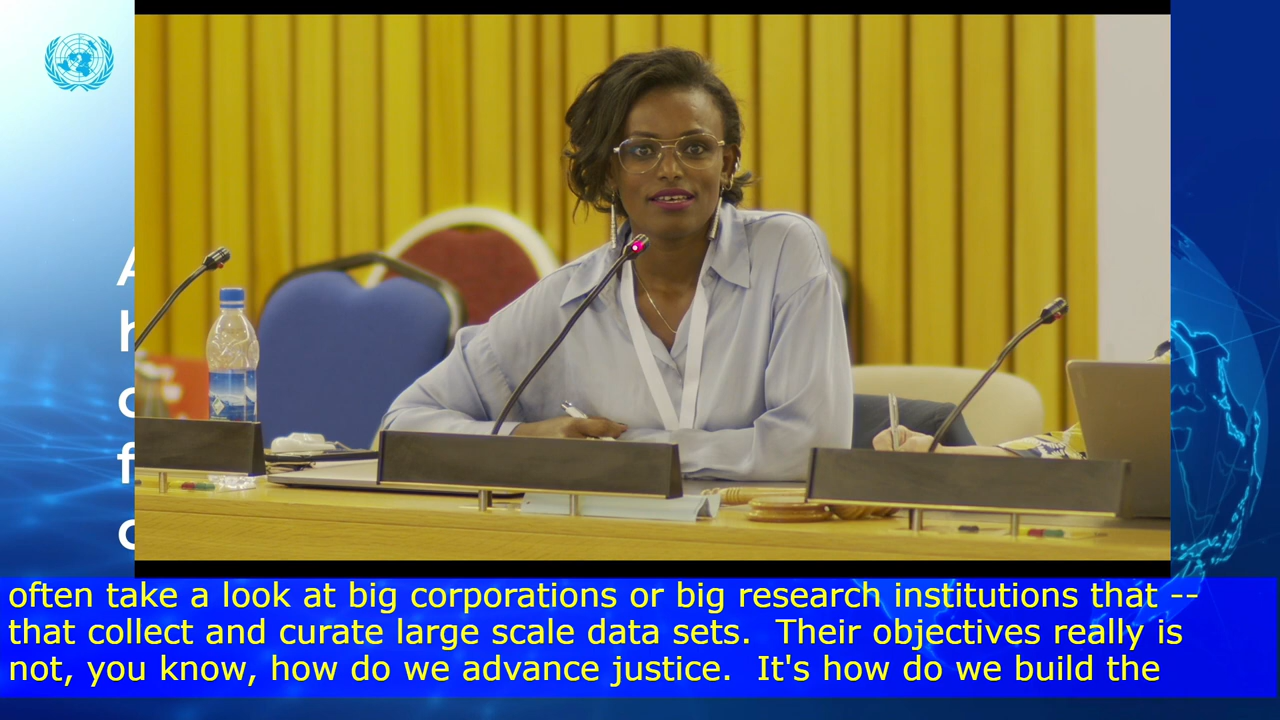 often take a look at big corporations or big research institutions that --
that collect and curate large scale data sets.  Their objectives really is
not, you know, how do we advance justice.  It's how do we build the